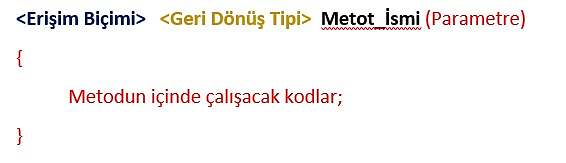 <Erişim Biçimi> <Geri Dönüş Tipi> Metot_İsmi (Parametre)
{
Metodun içinde çalışacak kodlar;
}